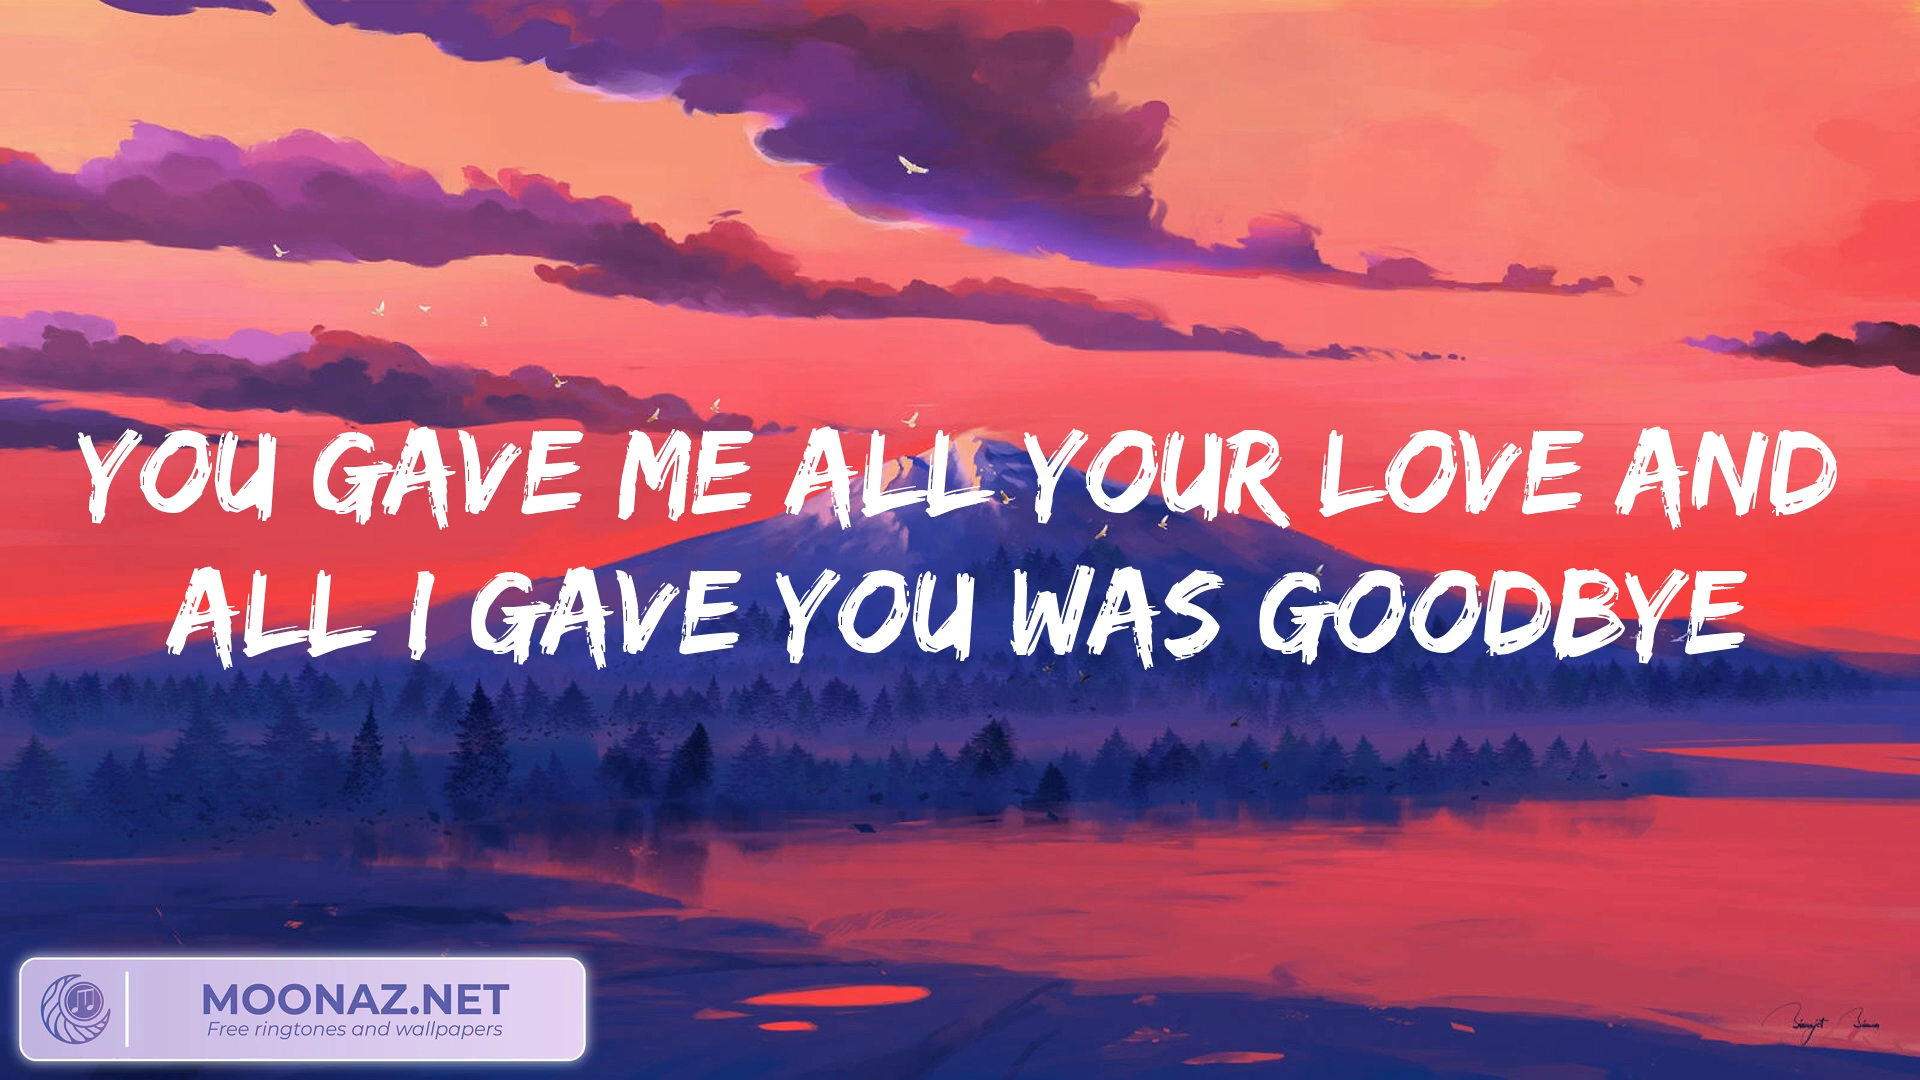 YOU GAVE ME ALL YOUR LOVE AND
ALL I GAVE YOU WAS GOODBYE
MOONAZ.NET
Free ringtones and wallpapers